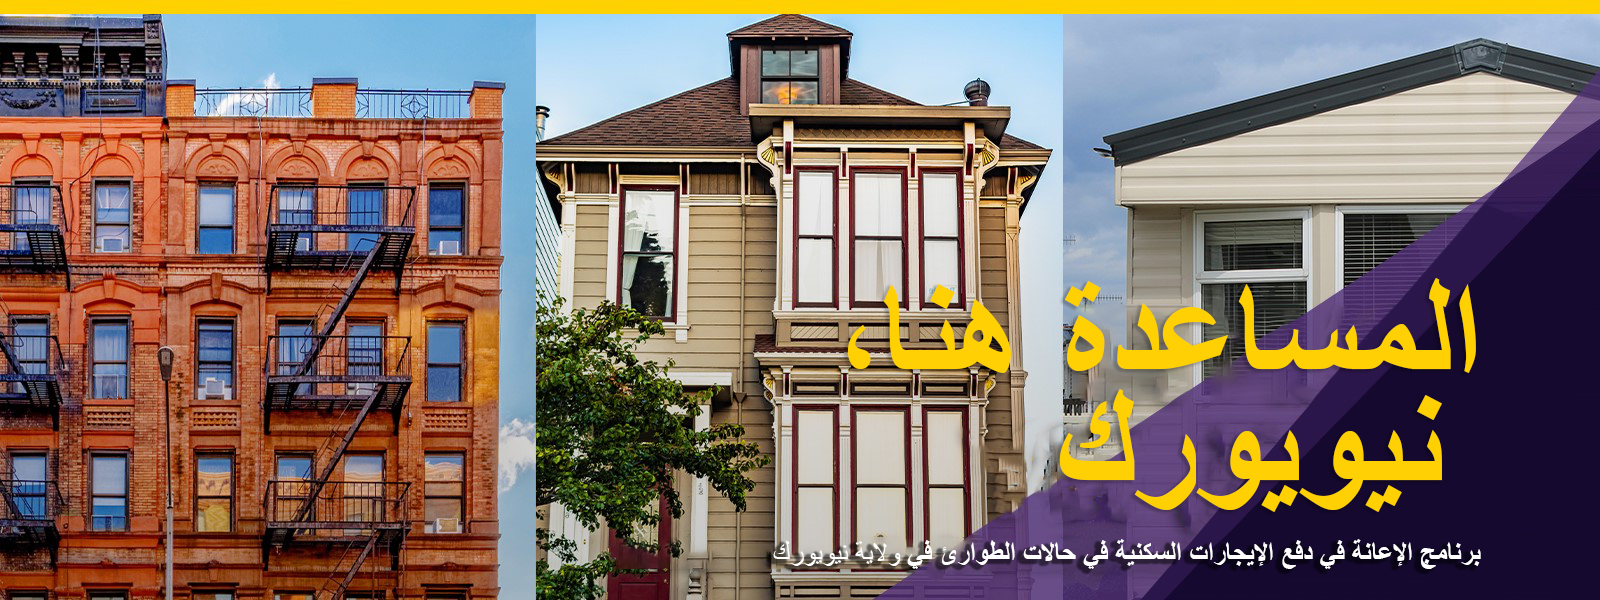 المساعدة هنا،
نيويورك
برنامج الإعانة في دفع الإيجارات السكنية في حالات الطوارئ في ولاية نيويورك